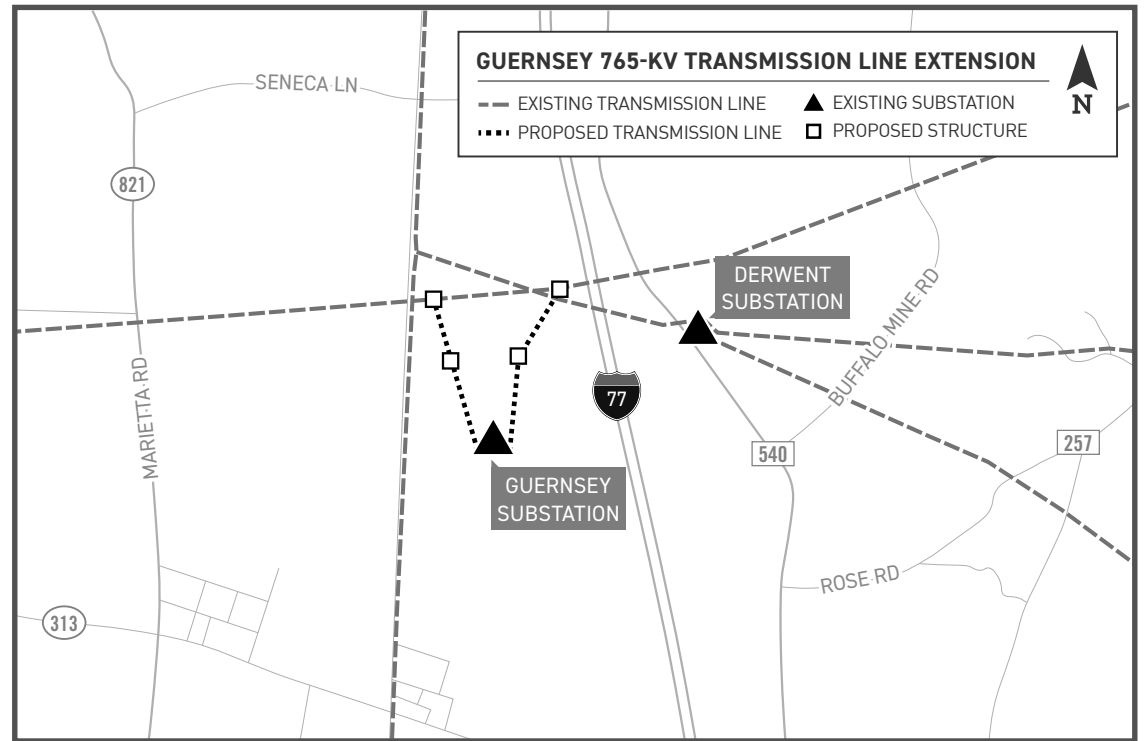 GUERNSEY 765-KV TRANSMISSION LINE EXTENSION
EXISTING TRANSMISSION LINE
EXISTING SUBSTATION
PROPOSED TRANSMISSION LINE
PROPOSED STRUCTURE
N
SENECA LN
821
DERWENT
SUBSTATION
BUFFALO MINE RD
MARIETTA RD
77
540
257
GUERNSEY
SUBSTATION
ROSE RD
313